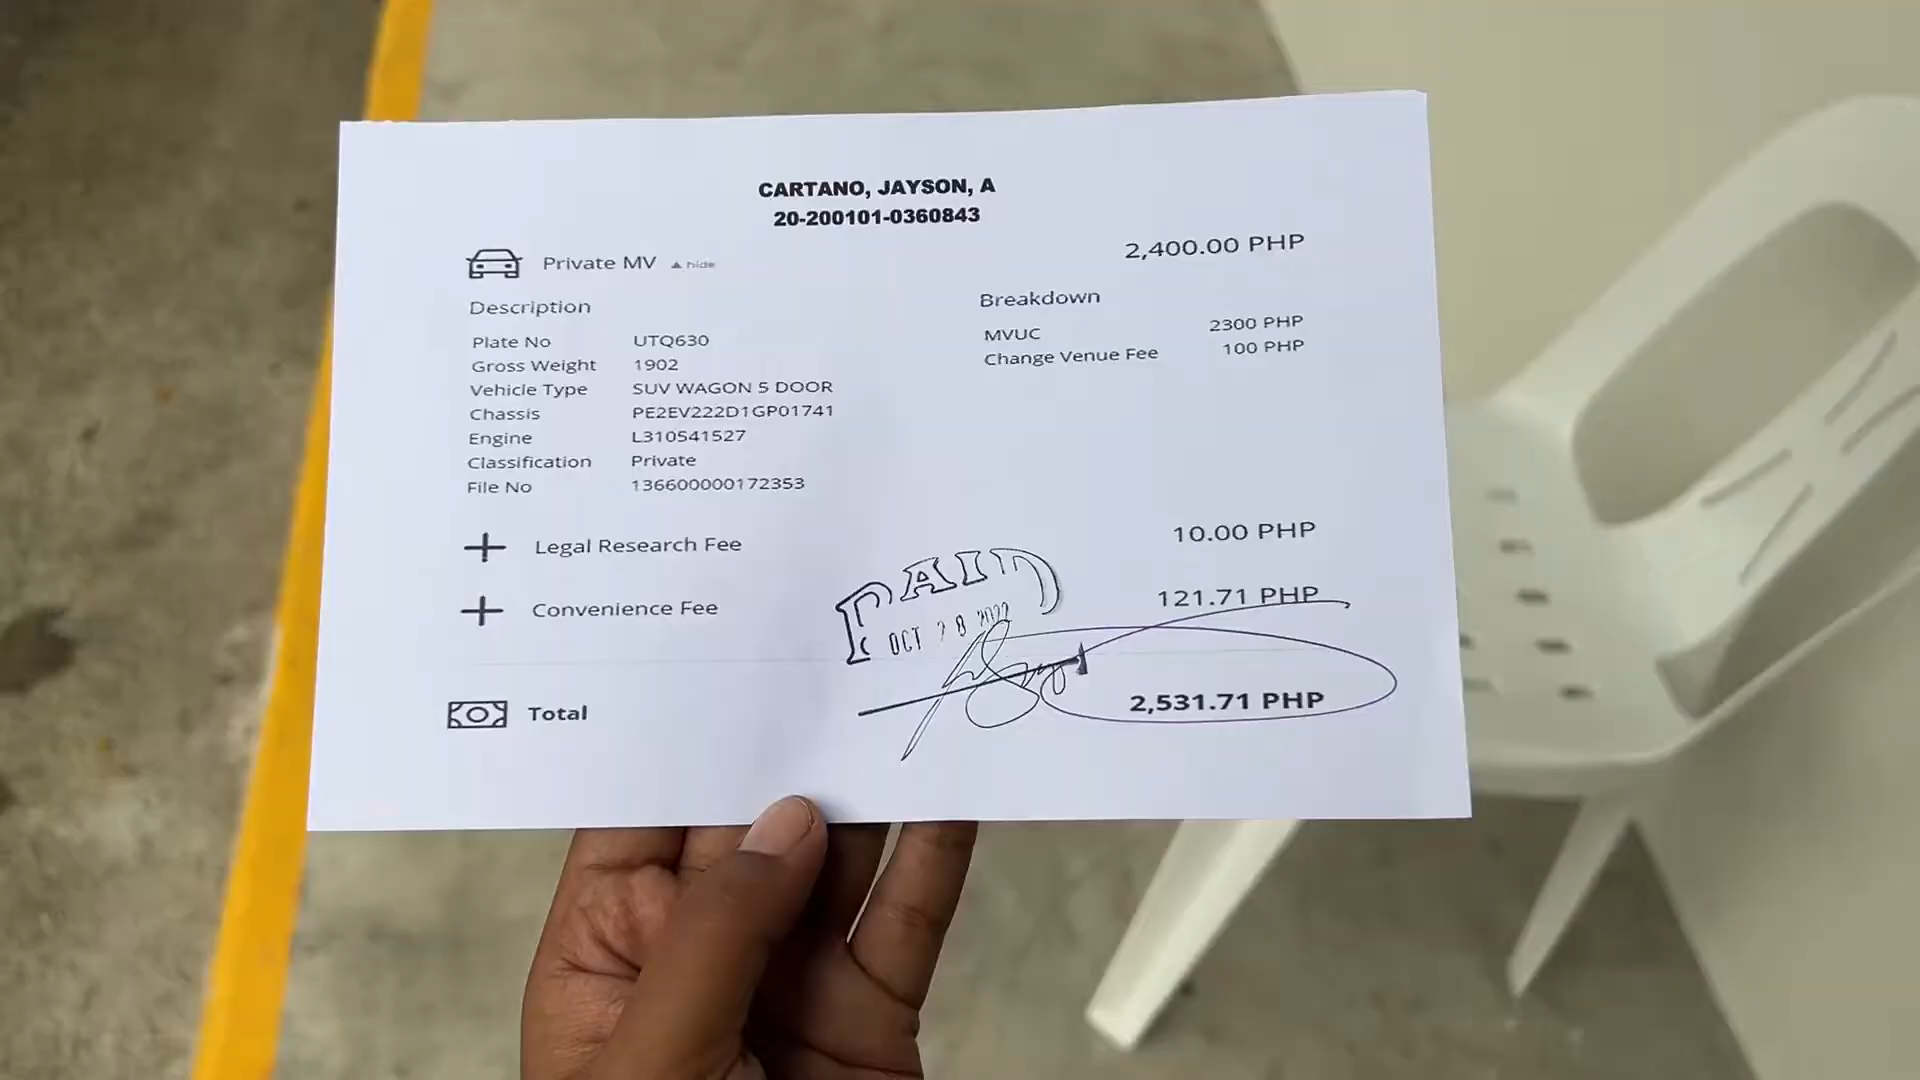 CARTANO, JAYSON, A
20-200101-0360843
Private MV ▲ hide 2,400.00 PHP
Description
Plate No UTQ630
Gross Weight 1902
Vehicle Type SUV WAGON 5 DOOR
Chassis PE2EV222D1GP01741
Engine L310541527
Classification Private
File No 136600000172353
Breakdown
MVUC 2300 PHP
Change Venue Fee 100 PHP
Legal Research Fee 10.00 PHP
Convenience Fee 121.71 PHP
PAID
OCT 28 2022
Total 2,531.71 PHP